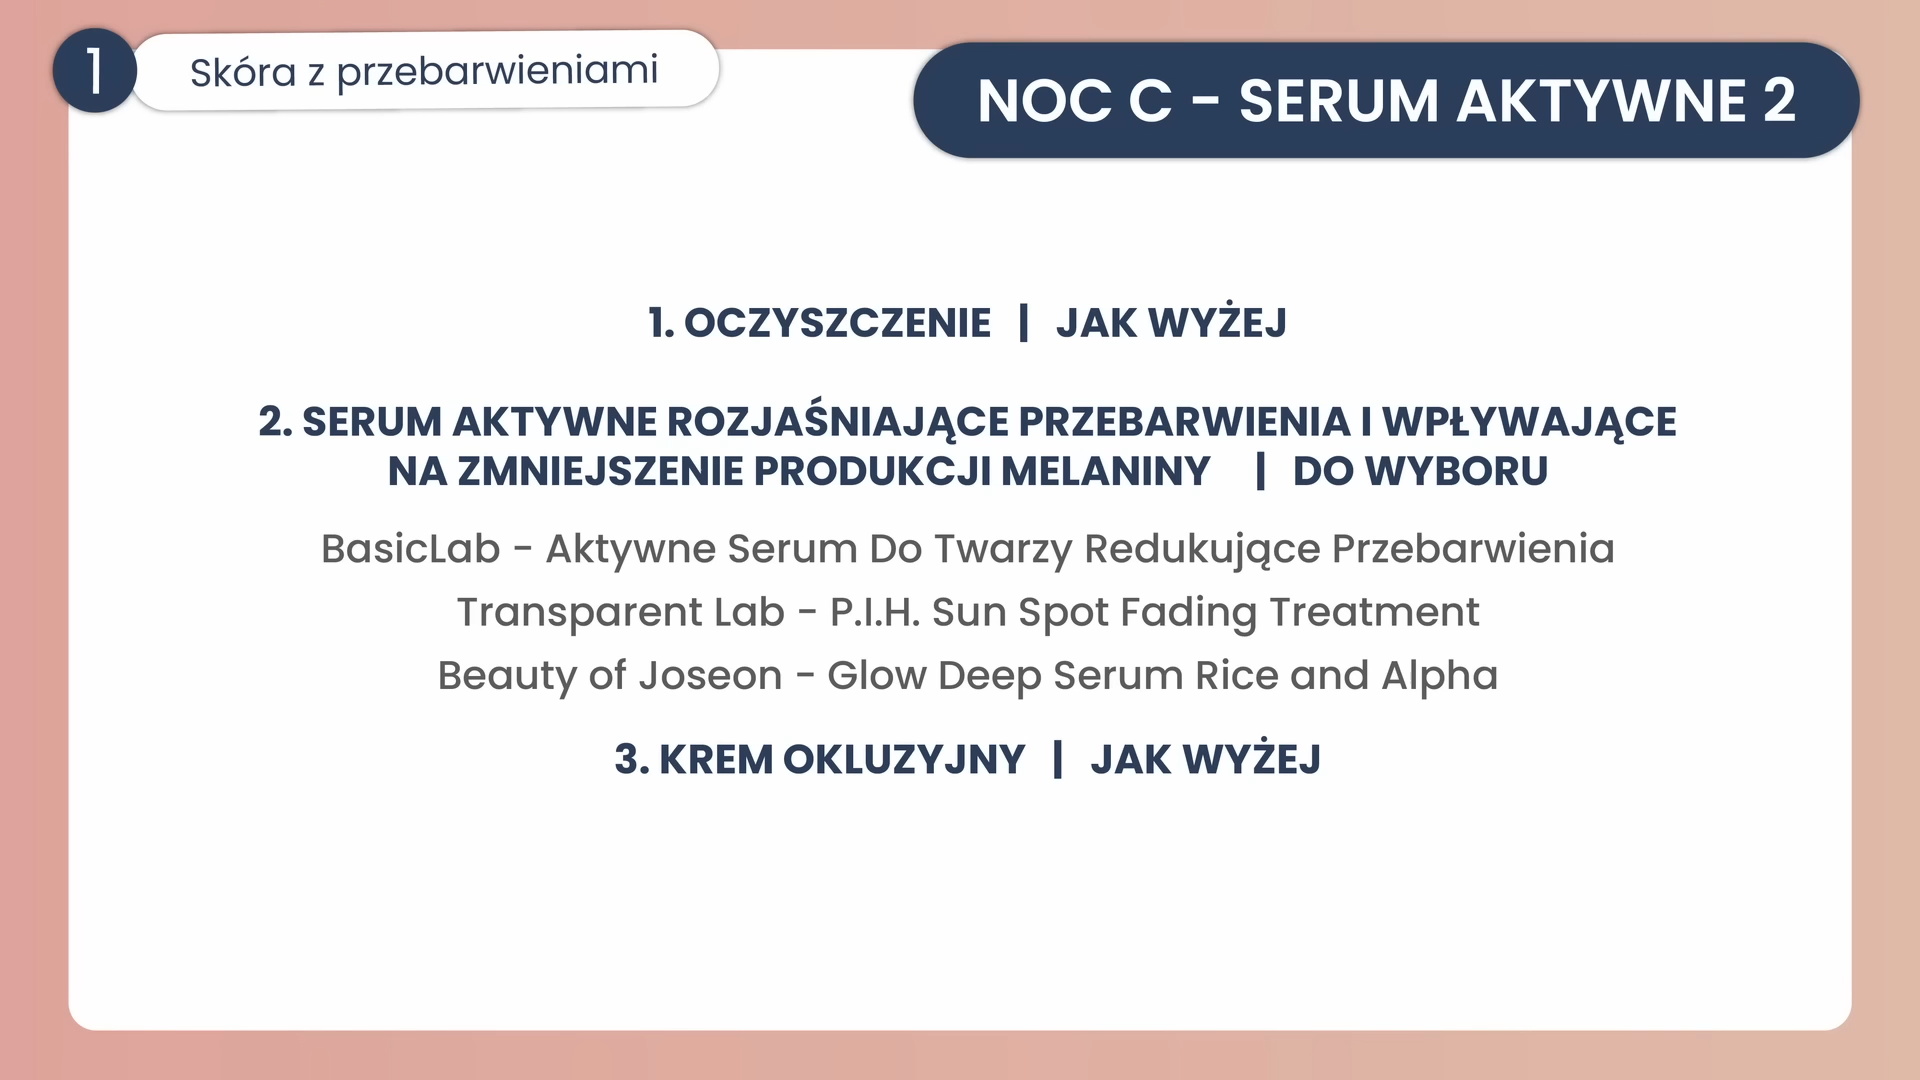 1
Skóra z przebarwieniami
NOC C - SERUM AKTYWNE 2
1. OCZYSZCZENIE | JAK WYŻEJ
2. SERUM AKTYWNE ROZJAŚNIAJĄCE PRZEBARWIENIA I WPŁYWAJĄCE
NA ZMNIEJSZENIE PRODUKCJI MELANINY | DO WYBORU
BasicLab - Aktywne Serum Do Twarzy Redukujące Przebarwienia
Transparent Lab - P.I.H. Sun Spot Fading Treatment
Beauty of Joseon - Glow Deep Serum Rice and Alpha
3. KREM OKLUZYJNY | JAK WYŻEJ